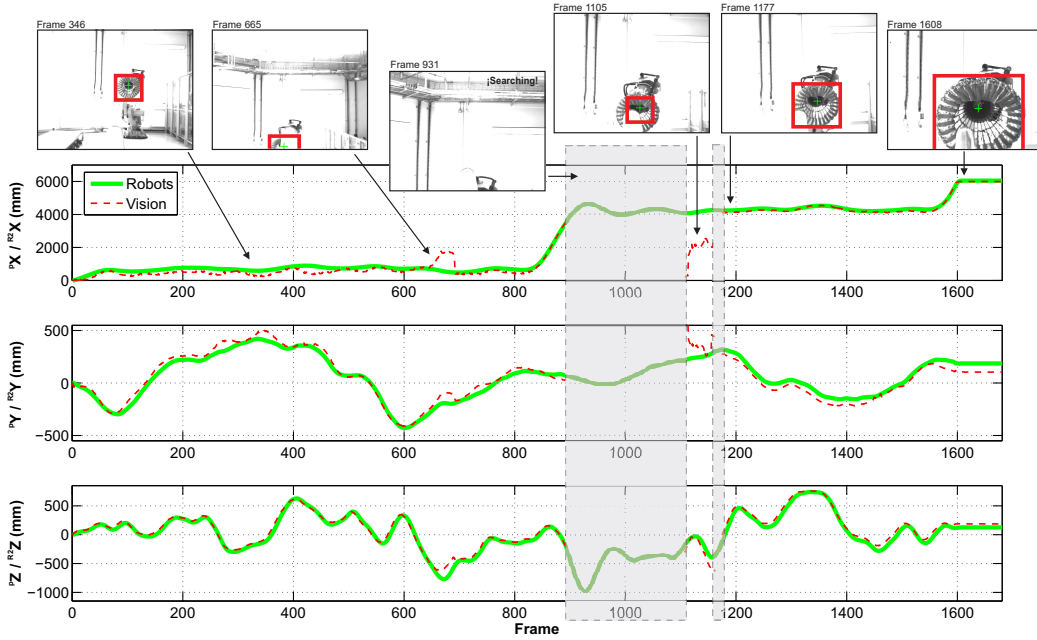 Frame 346
Frame 665
Frame 931
Frame 1105
Frame 1177
Frame 1608
¡Searching!
Robots
Vision
ᴾX / ᴿ²X (mm)
6000
4000
2000
0
0 200 400 600 800 1000 1200 1400 1600
ᴾY / ᴿ²Y (mm)
500
0
−500
0 200 400 600 800 1000 1200 1400 1600
ᴾZ / ᴿ²Z (mm)
500
0
−500
−1000
0 200 400 600 800 1000 1200 1400 1600
Frame